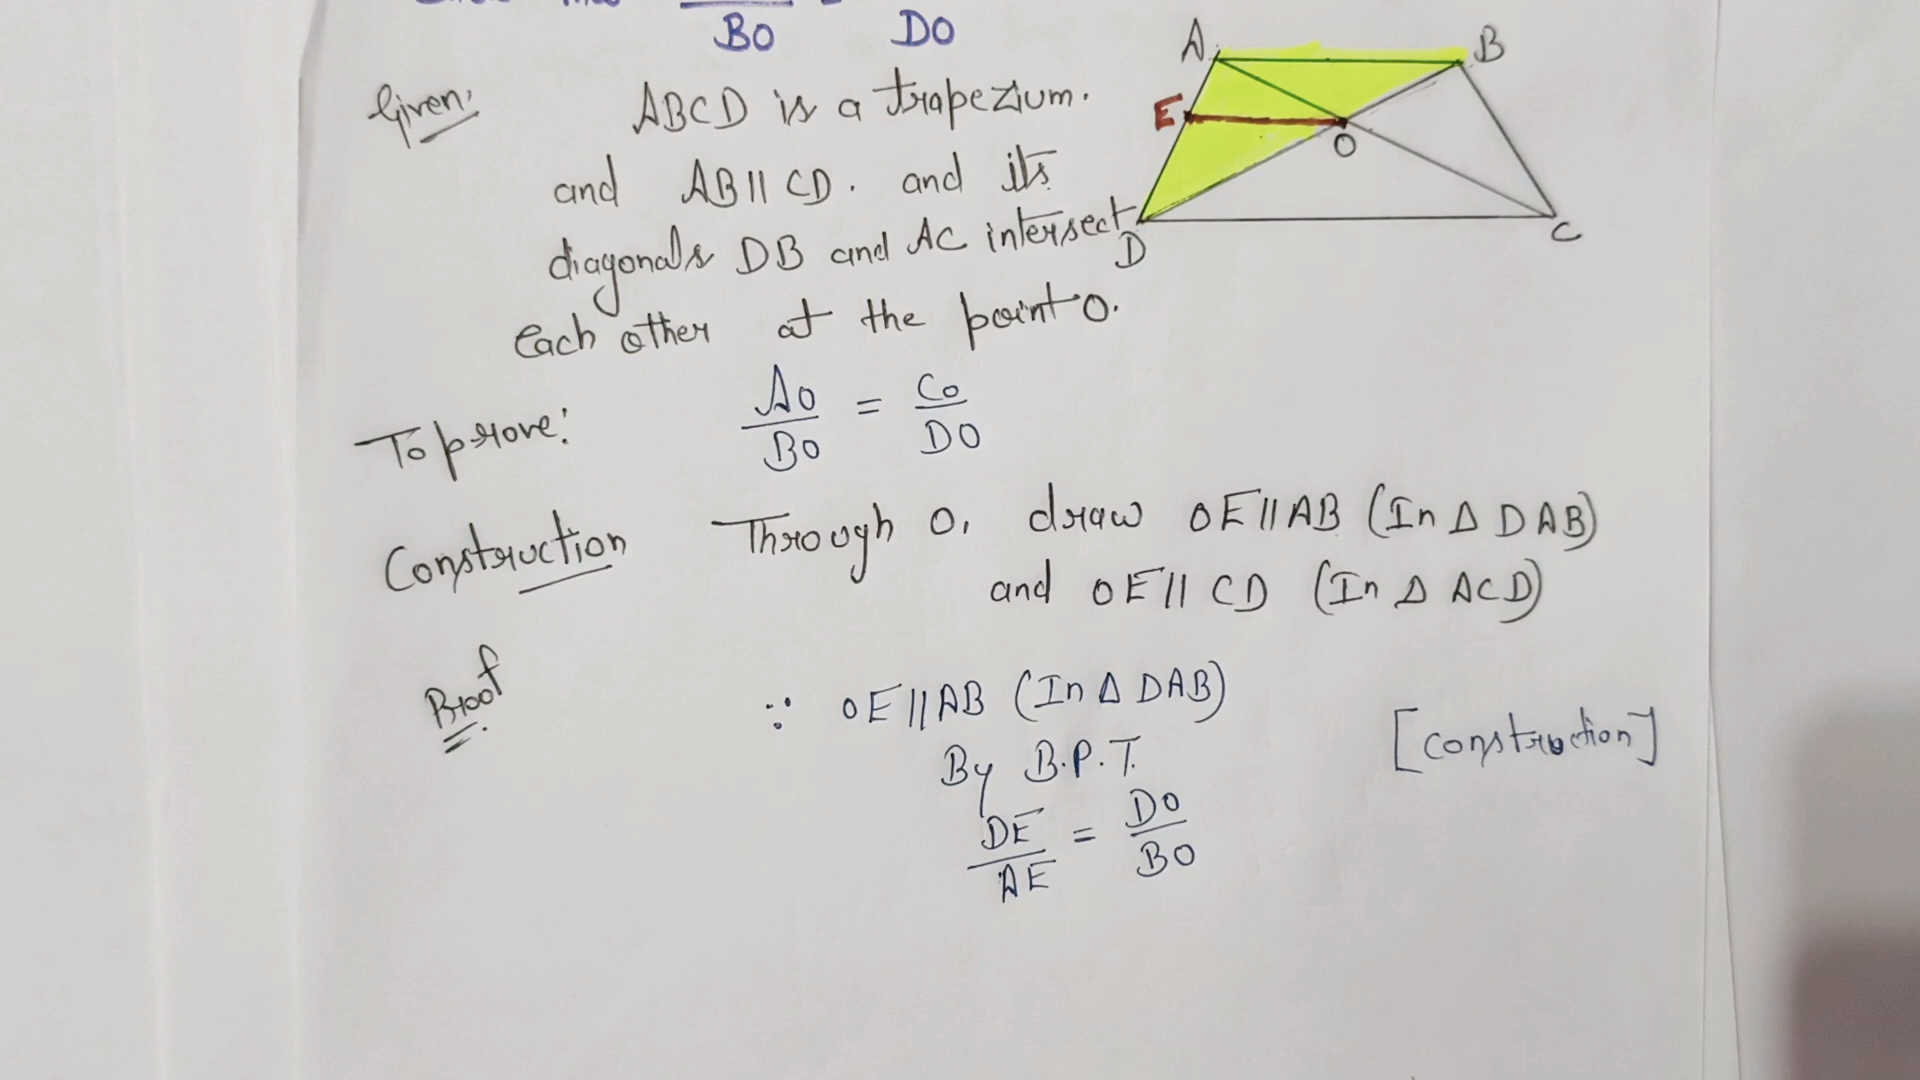 BO DO
Given: ABCD is a trapezium.
and AB || CD. and its
diagonals DB and AC intersect
each other at the point O.
A B
E O
D C
To prove: AO/BO = CO/DO
Construction Through O, draw OE || AB (In Δ DAB)
and OE || CD (In Δ ACD)
Proof ∵ OE || AB (In Δ DAB) [construction]
By B.P.T.
DE/AE = DO/BO